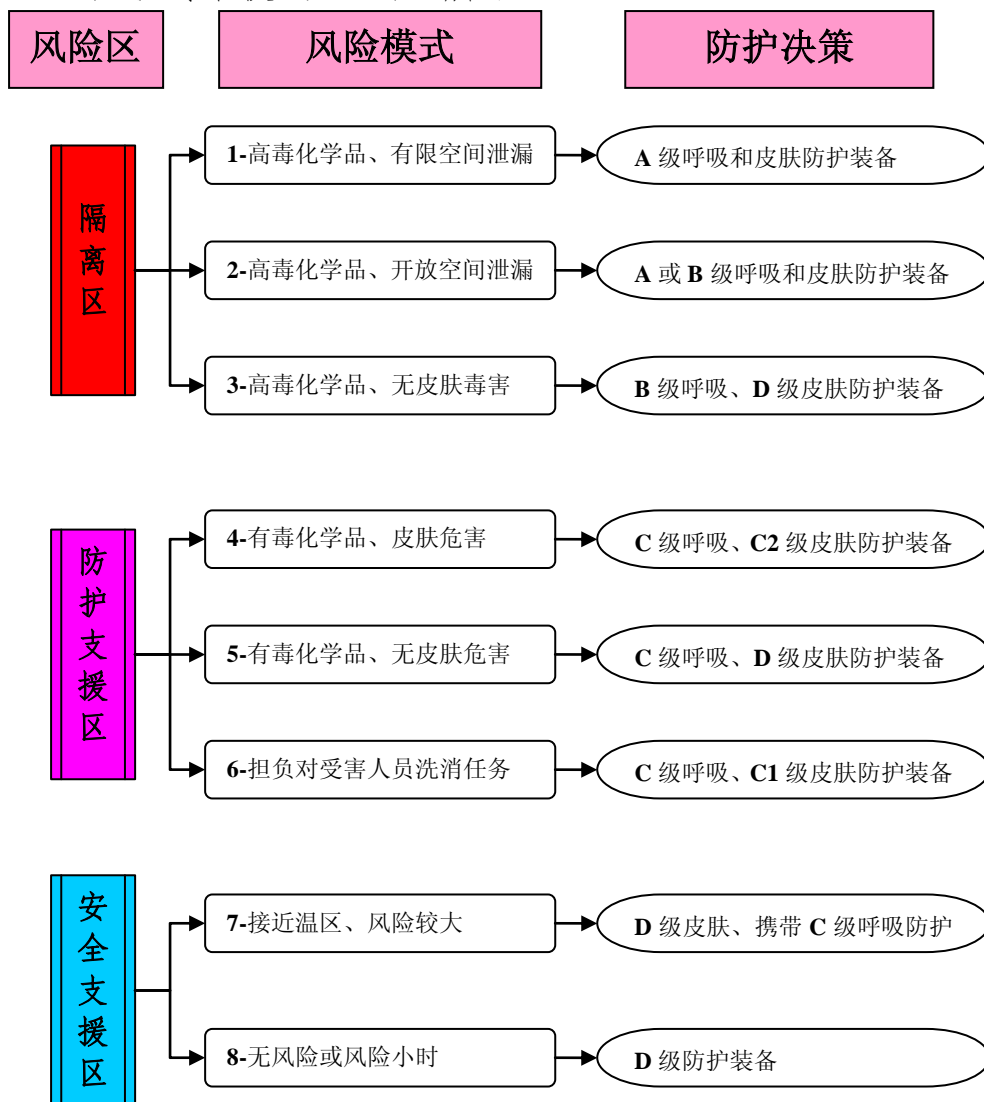 风险区 风险模式 防护决策
隔离区
1-高毒化学品、有限空间泄漏 A 级呼吸和皮肤防护装备
2-高毒化学品、开放空间泄漏 A 或 B 级呼吸和皮肤防护装备
3-高毒化学品、无皮肤毒害 B 级呼吸、D 级皮肤防护装备
防护支援区
4-有毒化学品、皮肤危害 C 级呼吸、C2 级皮肤防护装备
5-有毒化学品、无皮肤危害 C 级呼吸、D 级皮肤防护装备
6-担负对受害人员洗消任务 C 级呼吸、C1 级皮肤防护装备
安全支援区
7-接近温区、风险较大 D 级皮肤、携带 C 级呼吸防护
8-无风险或风险小时 D 级防护装备